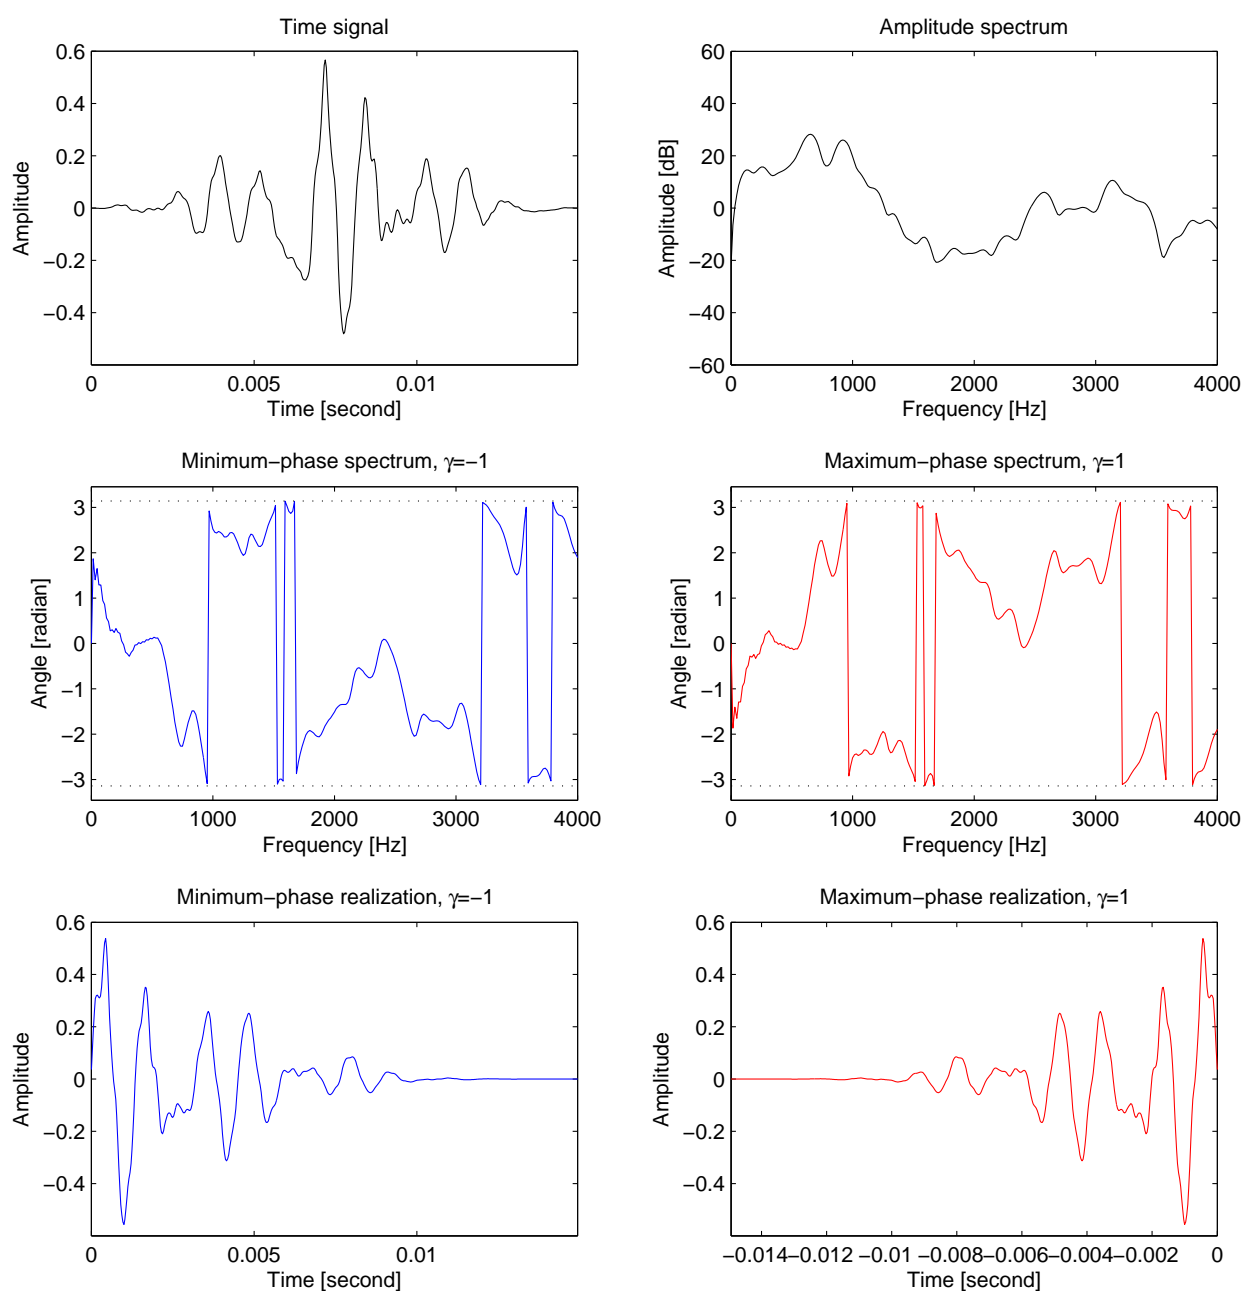 Time signal
0.6
0.4
0.2
0
−0.2
−0.4
Amplitude
0 0.005 0.01
Time [second]
Amplitude spectrum
60
40
20
0
−20
−40
−60
Amplitude [dB]
0 1000 2000 3000 4000
Frequency [Hz]
Minimum−phase spectrum, γ=−1
3
2
1
0
−1
−2
−3
Angle [radian]
0 1000 2000 3000 4000
Frequency [Hz]
Maximum−phase spectrum, γ=1
3
2
1
0
−1
−2
−3
Angle [radian]
0 1000 2000 3000 4000
Frequency [Hz]
Minimum−phase realization, γ=−1
0.6
0.4
0.2
0
−0.2
−0.4
Amplitude
0 0.005 0.01
Time [second]
Maximum−phase realization, γ=1
0.6
0.4
0.2
0
−0.2
−0.4
Amplitude
−0.014 −0.012 −0.01 −0.008 −0.006 −0.004 −0.002 0
Time [second]